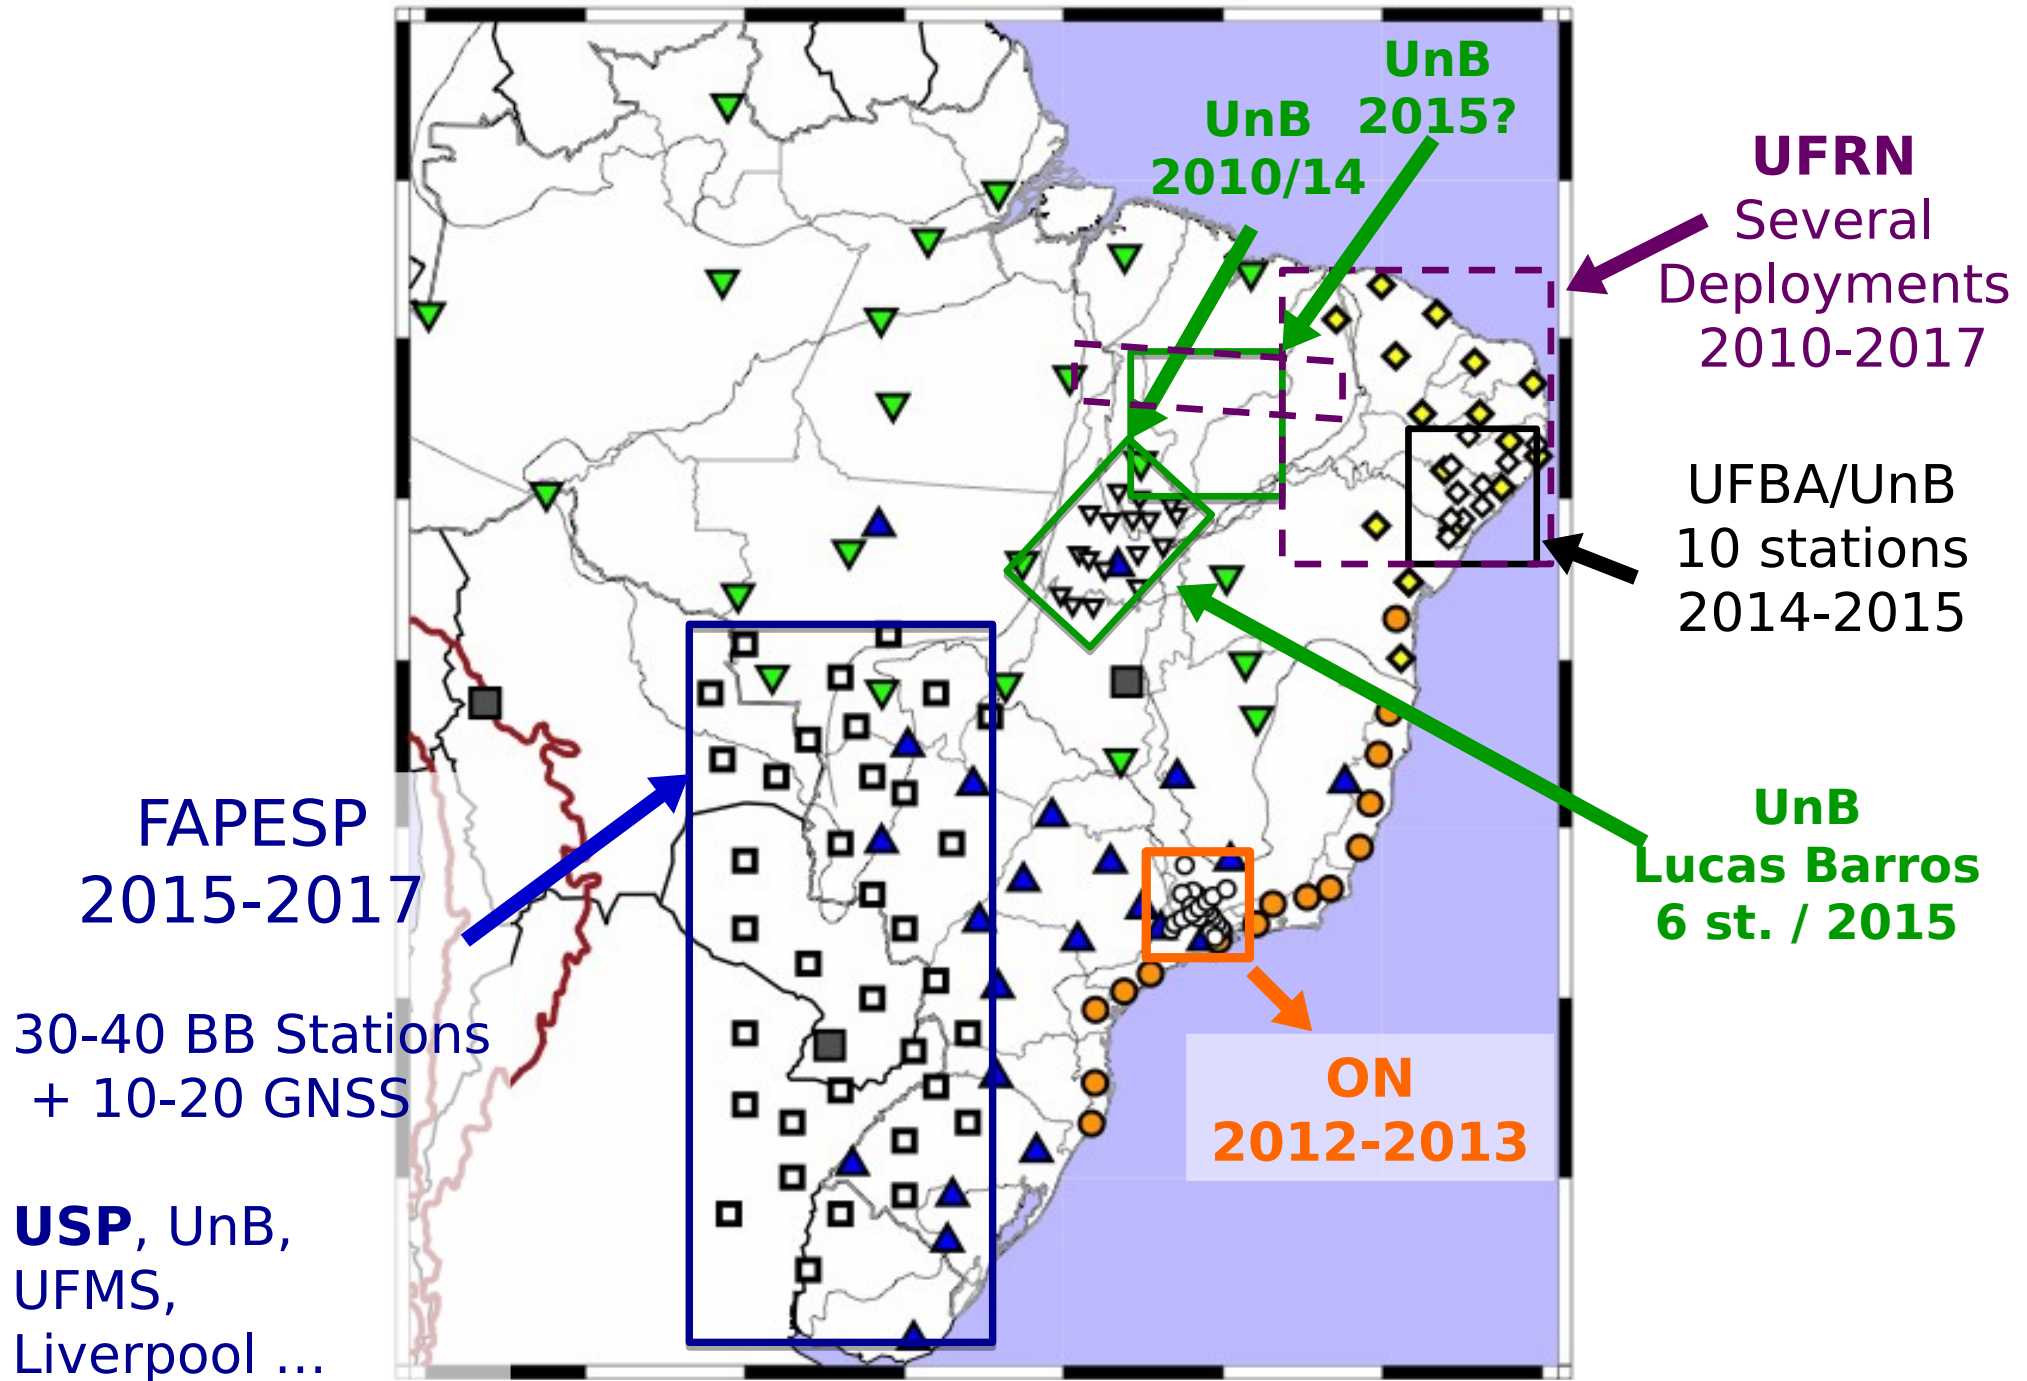 UnB
2015?
UnB
2010/14
UFRN
Several
Deployments
2010-2017
UFBA/UnB
10 stations
2014-2015
FAPESP
2015-2017
30-40 BB Stations
+ 10-20 GNSS
USP, UnB,
UFMS,
Liverpool ...
UnB
Lucas Barros
6 st. / 2015
ON
2012-2013